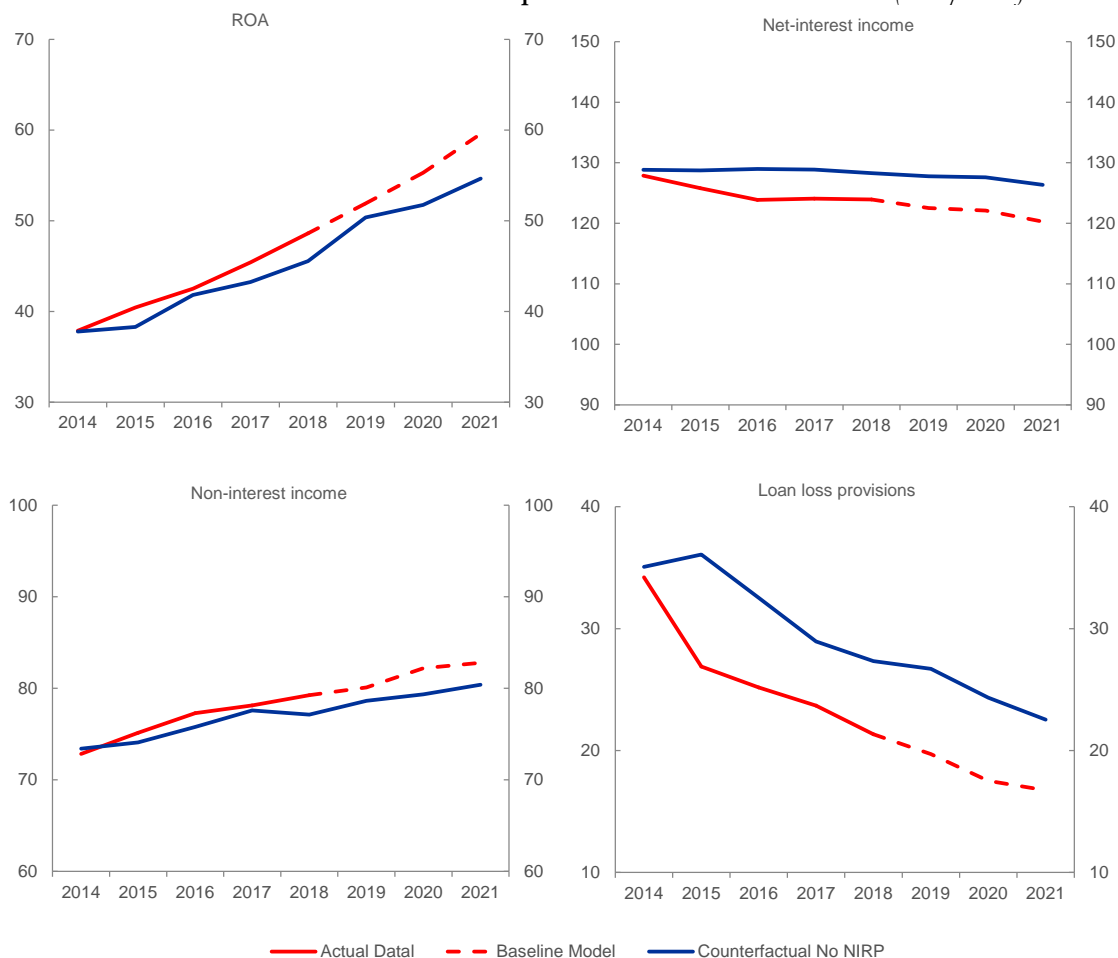 ROA
70 70
60 60
50 50
40 40
30 30
2014 2015 2016 2017 2018 2019 2020 2021
Net-interest income
150 150
140 140
130 130
120 120
110 110
100 100
90 90
2014 2015 2016 2017 2018 2019 2020 2021
Non-interest income
100 100
90 90
80 80
70 70
60 60
2014 2015 2016 2017 2018 2019 2020 2021
Loan loss provisions
40 40
30 30
20 20
10 10
2014 2015 2016 2017 2018 2019 2020 2021
Actual Datal Baseline Model Counterfactual No NIRP